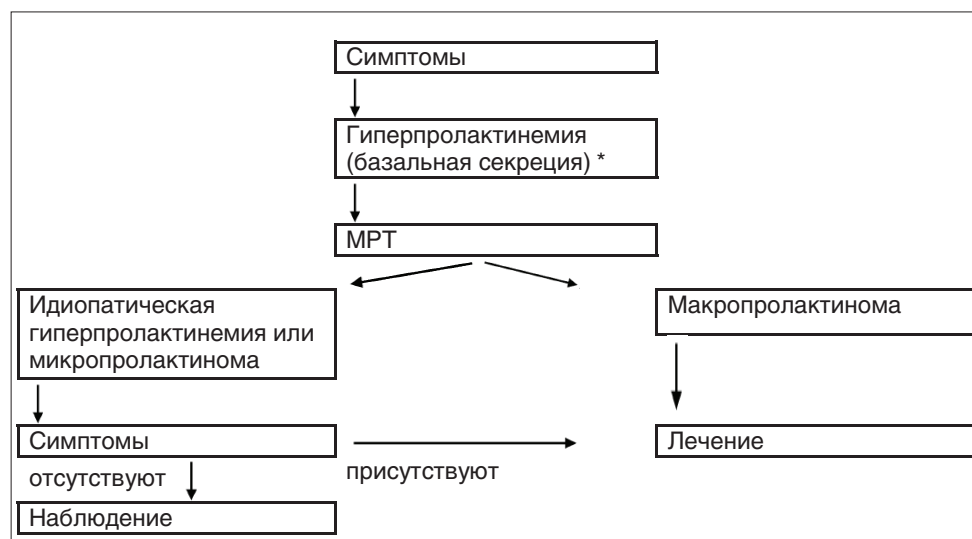 Симптомы
Гиперпролактинемия
(базальная секреция) *
МРТ
Идиопатическая
гиперпролактинемия или
микропролактинома
Макропролактинома
Симптомы
Лечение
отсутствуют
присутствуют
Наблюдение